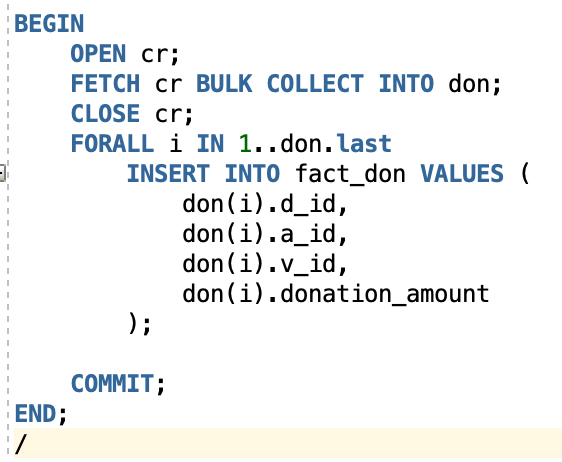 BEGIN
    OPEN cr;
    FETCH cr BULK COLLECT INTO don;
    CLOSE cr;
    FORALL i IN 1..don.last
        INSERT INTO fact_don VALUES (
            don(i).d_id,
            don(i).a_id,
            don(i).v_id,
            don(i).donation_amount
        );

    COMMIT;
END;
/